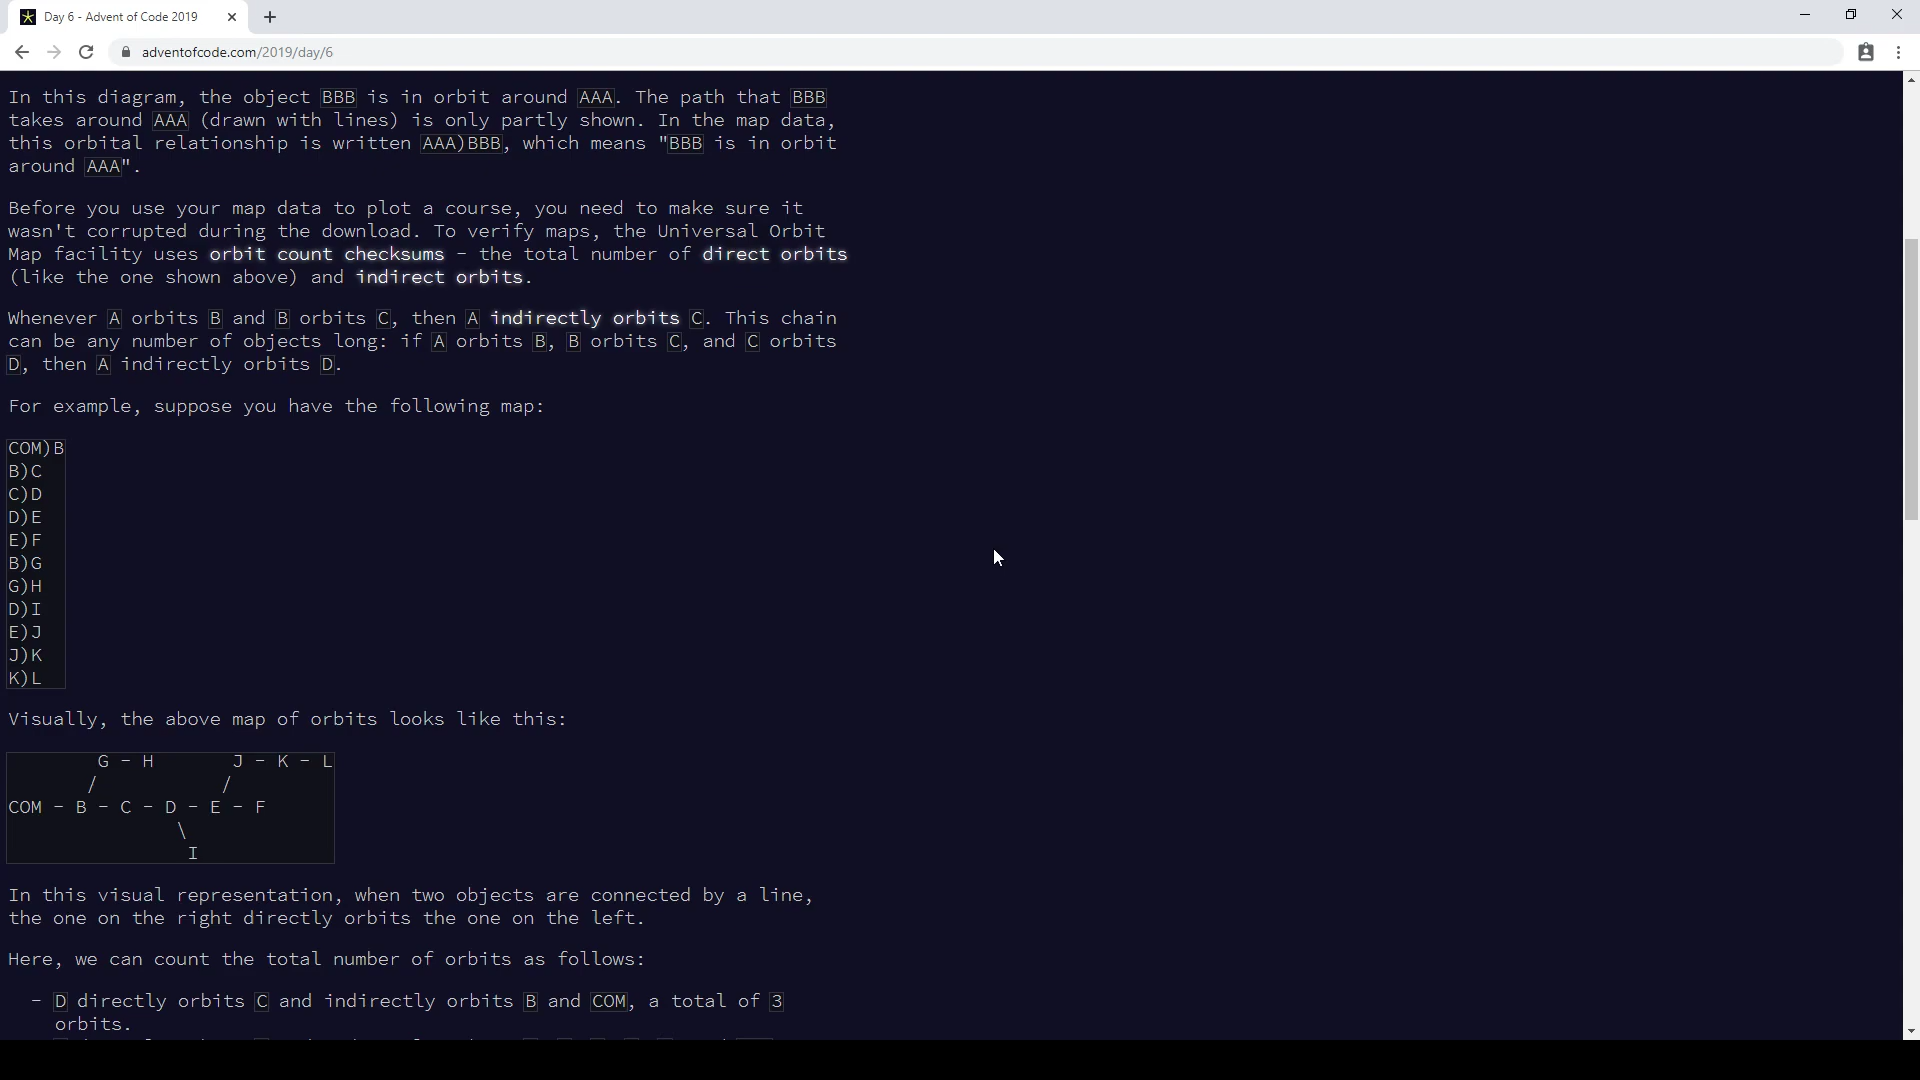 Day 6 - Advent of Code 2019
adventofcode.com/2019/day/6
In this diagram, the object BBB is in orbit around AAA. The path that BBB
takes around AAA (drawn with lines) is only partly shown. In the map data,
this orbital relationship is written AAA)BBB, which means "BBB is in orbit
around AAA".
Before you use your map data to plot a course, you need to make sure it
wasn't corrupted during the download. To verify maps, the Universal Orbit
Map facility uses orbit count checksums - the total number of direct orbits
(like the one shown above) and indirect orbits.
Whenever A orbits B and B orbits C, then A indirectly orbits C. This chain
can be any number of objects long: if A orbits B, B orbits C, and C orbits
D, then A indirectly orbits D.
For example, suppose you have the following map:
COM)B
B)C
C)D
D)E
E)F
B)G
G)H
D)I
E)J
J)K
K)L
Visually, the above map of orbits looks like this:
G - H J - K - L
/ /
COM - B - C - D - E - F
\
I
In this visual representation, when two objects are connected by a line,
the one on the right directly orbits the one on the left.
Here, we can count the total number of orbits as follows:
- D directly orbits C and indirectly orbits B and COM, a total of 3
orbits.